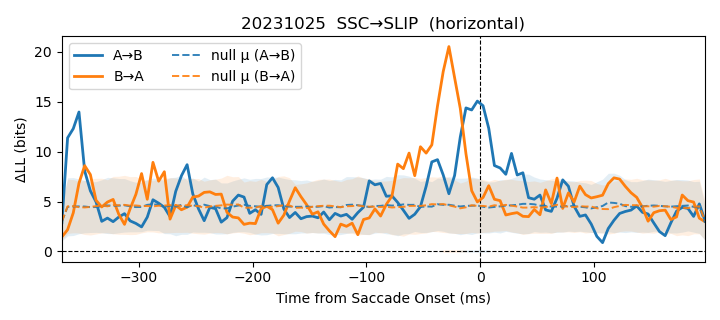 20231025  SSC→SLIP  (horizontal)
A→B
B→A
null μ (A→B)
null μ (B→A)
ΔLL (bits)
20
15
10
5
0
−300
−200
−100
0
100
Time from Saccade Onset (ms)